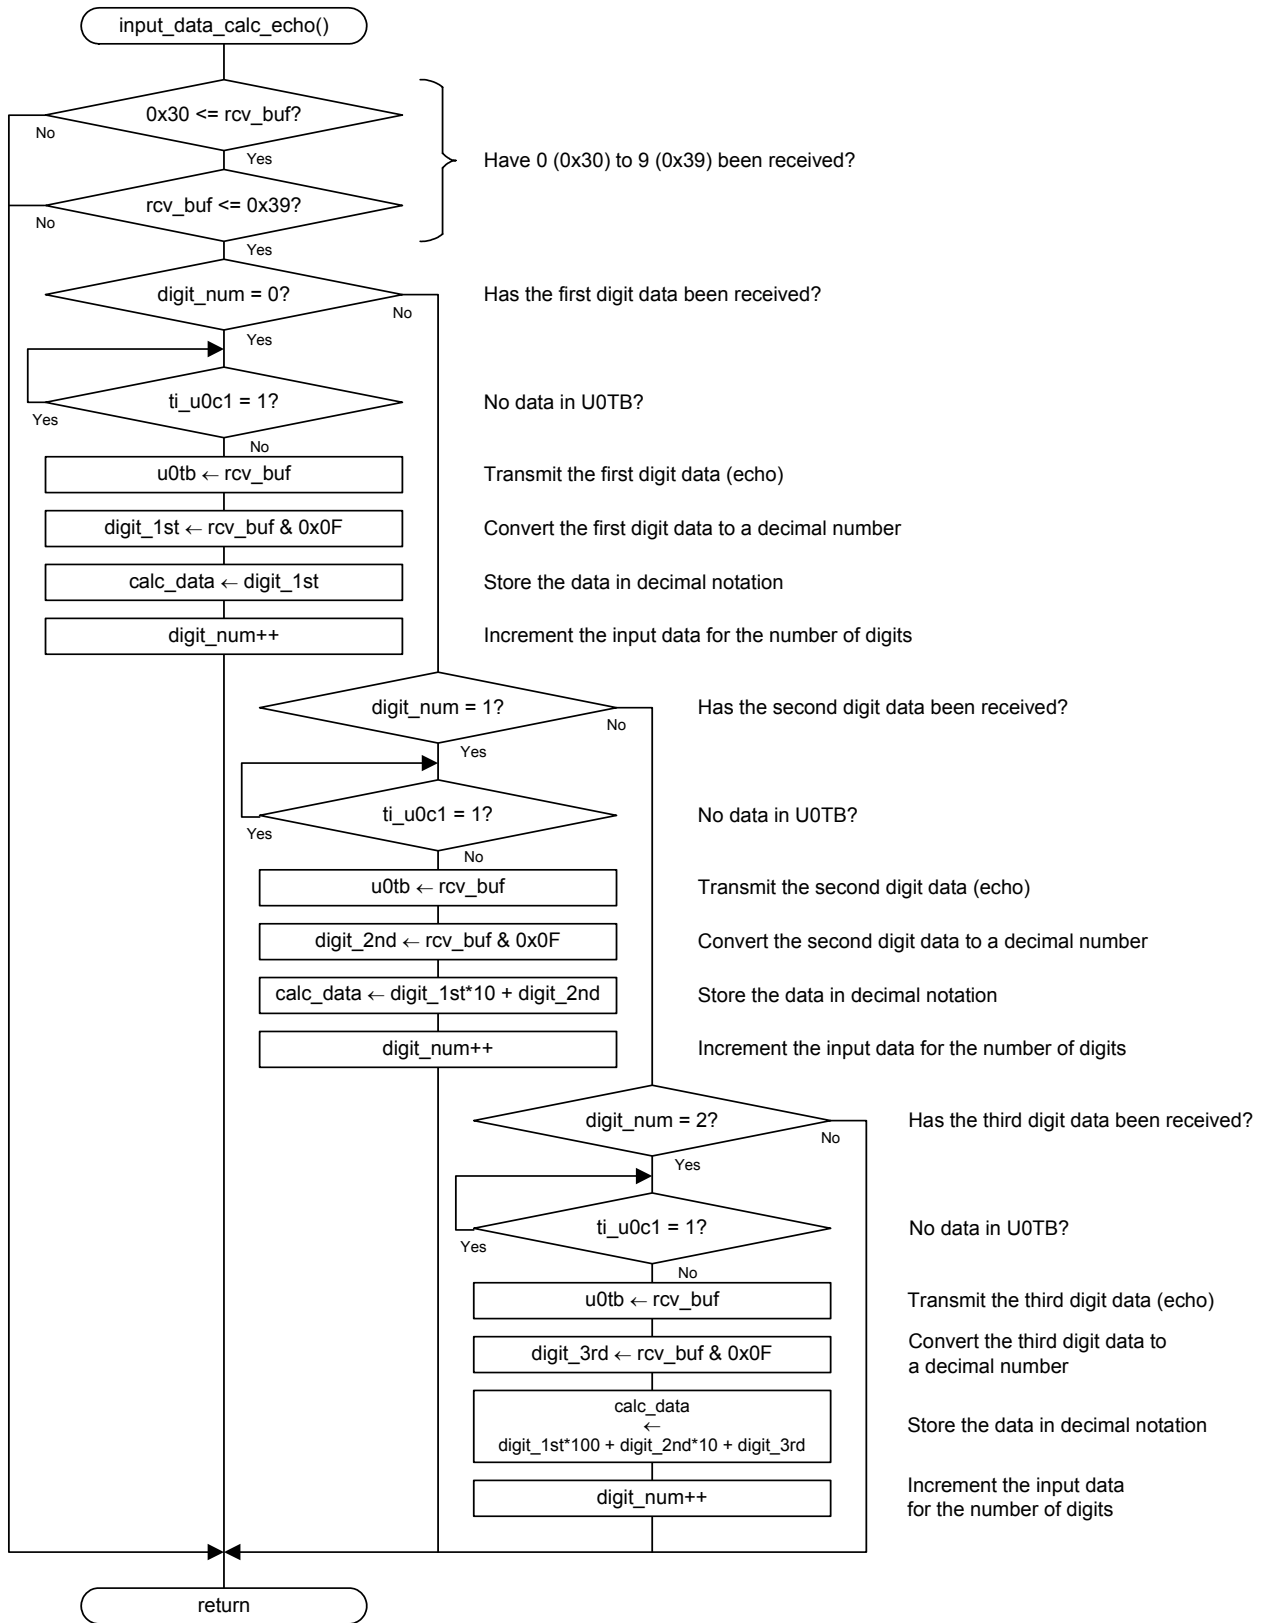 input_data_calc_echo()
0x30 <= rcv_buf?
No
Yes
Have 0 (0x30) to 9 (0x39) been received?
rcv_buf <= 0x39?
No
Yes
digit_num = 0?
Has the first digit data been received?
No
Yes
ti_u0c1 = 1?
No data in U0TB?
Yes
No
u0tb ← rcv_buf
Transmit the first digit data (echo)
digit_1st ← rcv_buf & 0x0F
Convert the first digit data to a decimal number
calc_data ← digit_1st
Store the data in decimal notation
digit_num++
Increment the input data for the number of digits
digit_num = 1?
Has the second digit data been received?
No
Yes
ti_u0c1 = 1?
No data in U0TB?
Yes
No
u0tb ← rcv_buf
Transmit the second digit data (echo)
digit_2nd ← rcv_buf & 0x0F
Convert the second digit data to a decimal number
calc_data ← digit_1st*10 + digit_2nd
Store the data in decimal notation
digit_num++
Increment the input data for the number of digits
digit_num = 2?
Has the third digit data been received?
No
Yes
ti_u0c1 = 1?
No data in U0TB?
Yes
No
u0tb ← rcv_buf
Transmit the third digit data (echo)
digit_3rd ← rcv_buf & 0x0F
Convert the third digit data to
a decimal number
calc_data
←
digit_1st*100 + digit_2nd*10 + digit_3rd
Store the data in decimal notation
digit_num++
Increment the input data
for the number of digits
return